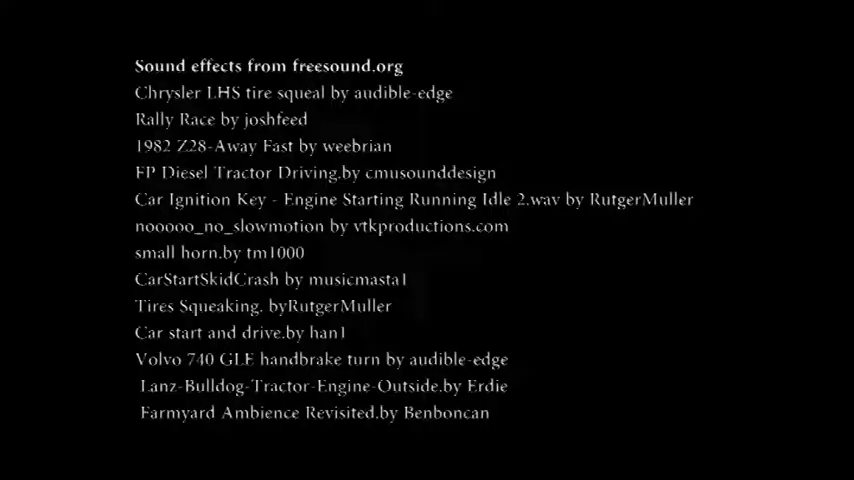 Sound effects from freesound.org
Chrysler LHS tire squeal by audible-edge
Rally Race by joshfeed
1982 Z28-Away Fast by weebrian
FP Diesel Tractor Driving.by cmusounddesign
Car Ignition Key - Engine Starting Running Idle 2.wav by RutgerMuller
nooooo_no_slowmotion by vtkproductions.com
small horn.by tm1000
CarStartSkidCrash by musicmasta1
Tires Squeaking. byRutgerMuller
Car start and drive.by han1
Volvo 740 GLE handbrake turn by audible-edge
Lanz-Bulldog-Tractor-Engine-Outside.by Erdie
Farmyard Ambience Revisited.by Benboncan